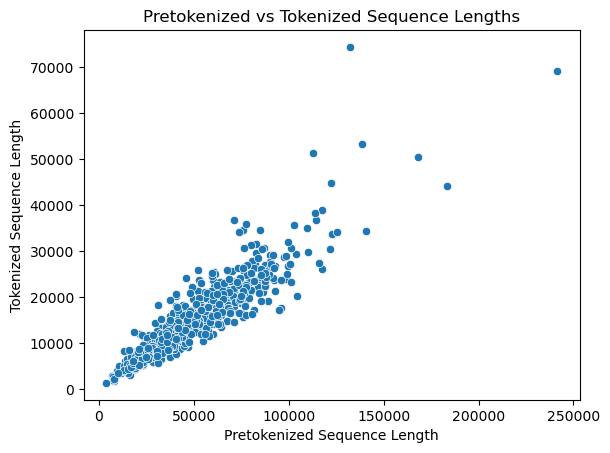 Pretokenized vs Tokenized Sequence Lengths
70000
60000
50000
40000
30000
20000
10000
0
Tokenized Sequence Length
0 50000 100000 150000 200000 250000
Pretokenized Sequence Length